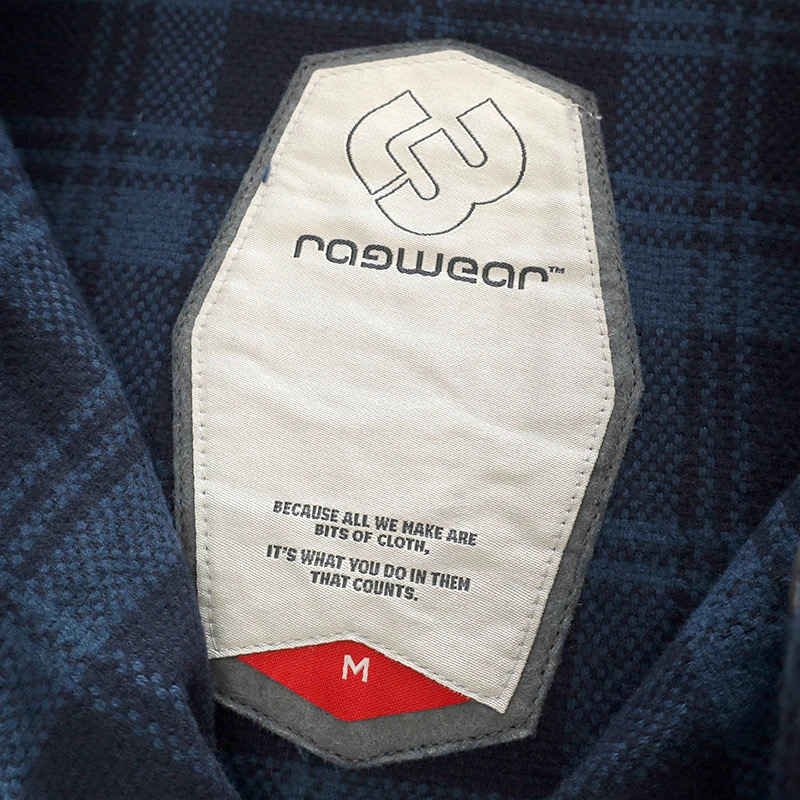 ragwear™
BECAUSE ALL WE MAKE ARE
BITS OF CLOTH,
IT'S WHAT YOU DO IN THEM
THAT COUNTS.
M